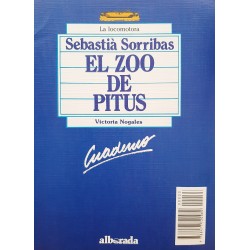 La locomotora
Sebastià Sorribas
EL ZOO
DE
PITUS
Victoria Nogales
Cuaderno
alborada